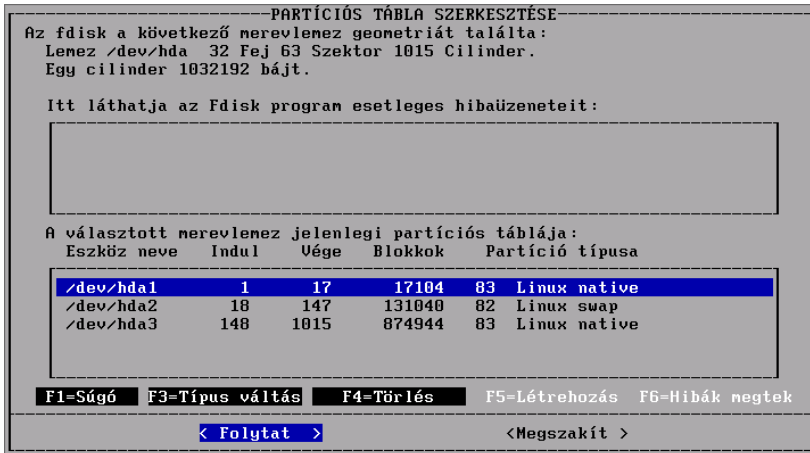 PARTÍCIÓS TÁBLA SZERKESZTÉSE
Az fdisk a következő merevlemez geometriát találta:
Lemez /dev/hda 32 Fej 63 Szektor 1015 Cilinder.
Egy cilinder 1032192 bájt.
Itt láthatja az Fdisk program esetleges hibaüzeneteit:
A választott merevlemez jelenlegi partíciós táblája:
Eszköz neve Indul Vége Blokkok Partíció típusa
/dev/hda1 1 17 17104 83 Linux native
/dev/hda2 18 147 131040 82 Linux swap
/dev/hda3 148 1015 874944 83 Linux native
F1=Súgó F3=Típus váltás F4=Törlés F5=Létrehozás F6=Hibák megtek
< Folytat > <Megszakít >